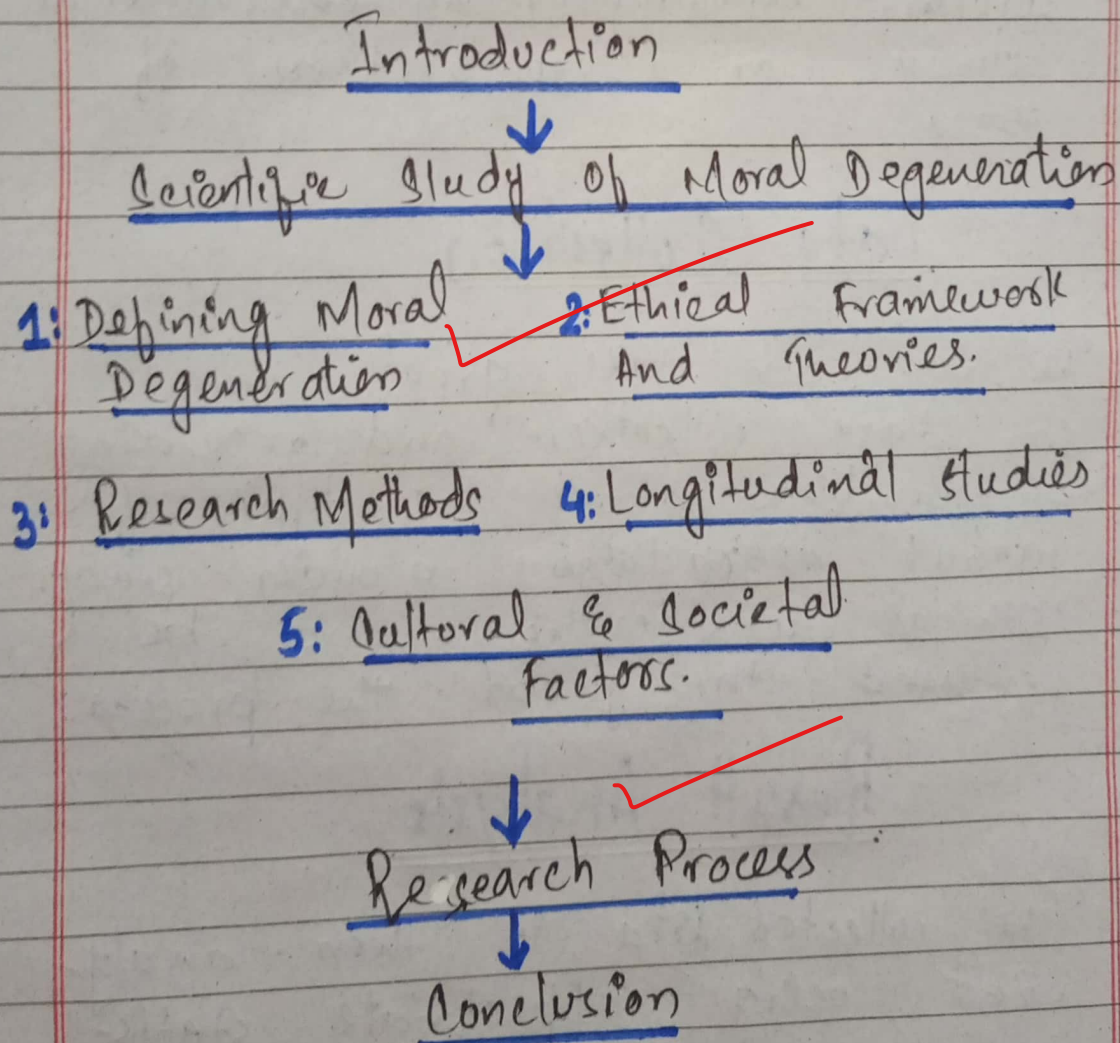 Introduction
Scientific Study Of Moral Degeneration
1: Defining Moral
Degeneration
2: Ethical Framework
And Theories.
3: Research Methods
4: Longitudinal Studies
5: Cultoral & Societal
Factors.
Research Process
Conclusion